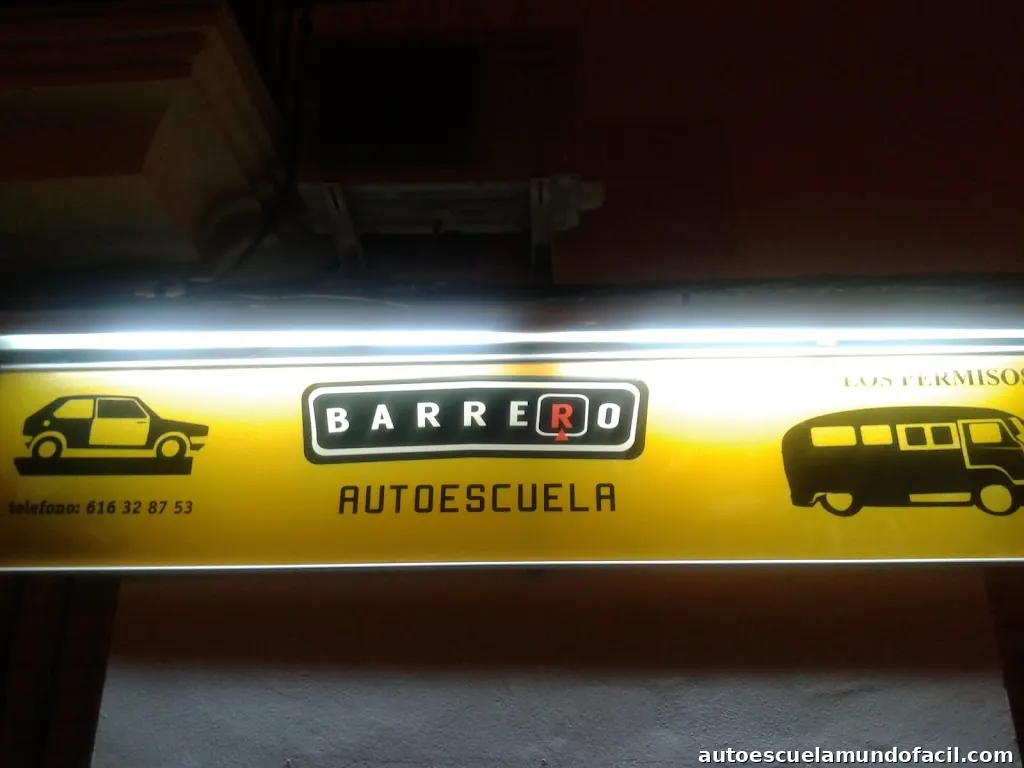 LOS PERMISOS
BARRERO
AUTOESCUELA
telefono: 616 32 87 53
autoescuelamundofacil.com